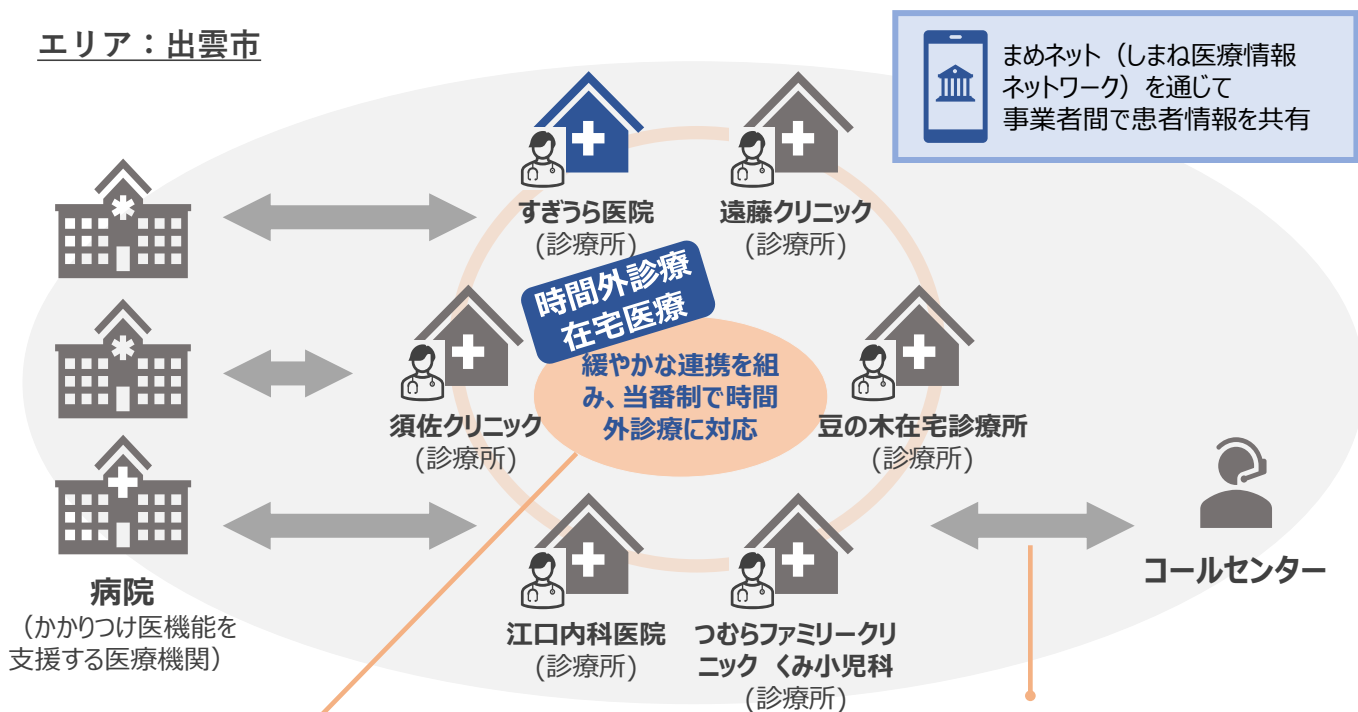 エリア：出雲市
まめネット（しまね医療情報
ネットワーク）を通じて
事業者間で患者情報を共有
すぎうら医院
(診療所)
遠藤クリニック
(診療所)
時間外診療
在宅医療
緩やかな連携を組
み、当番制で時間
外診療に対応
須佐クリニック
(診療所)
豆の木在宅診療所
(診療所)
病院
（かかりつけ医機能を
支援する医療機関）
江口内科医院
(診療所)
つむらファミリークリ
ニック くみ小児科
(診療所)
コールセンター